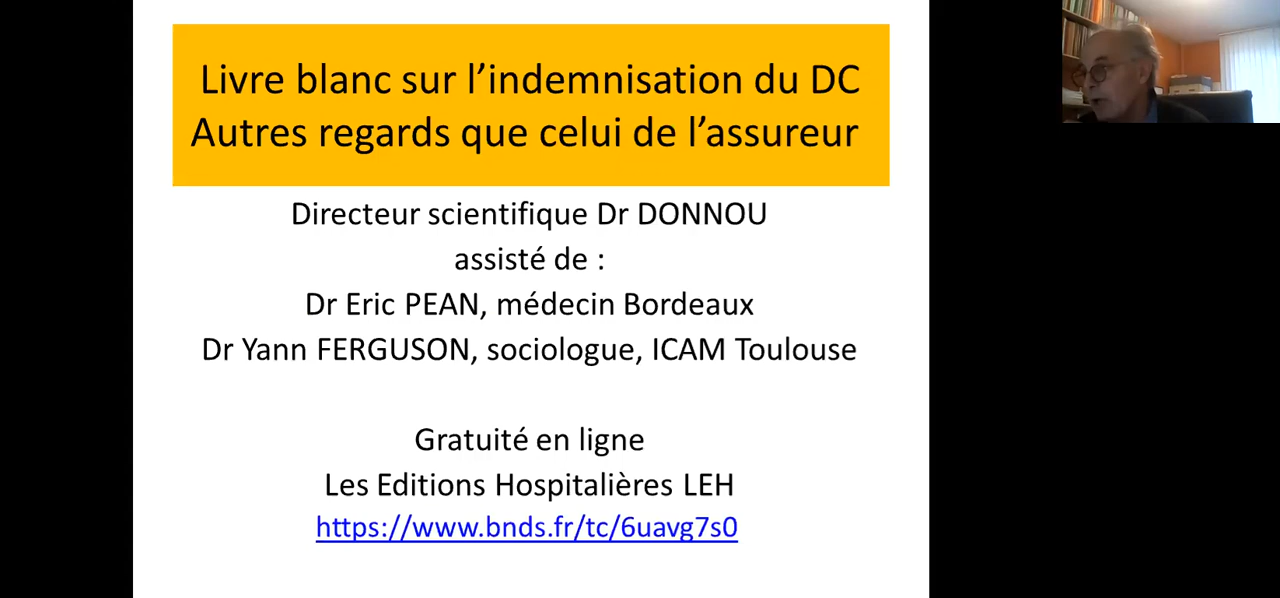 Livre blanc sur l’indemnisation du DC
Autres regards que celui de l’assureur
Directeur scientifique Dr DONNOU
assisté de :
Dr Eric PEAN, médecin Bordeaux
Dr Yann FERGUSON, sociologue, ICAM Toulouse
Gratuité en ligne
Les Editions Hospitalières LEH
https://www.bnds.fr/tc/6uavg7s0